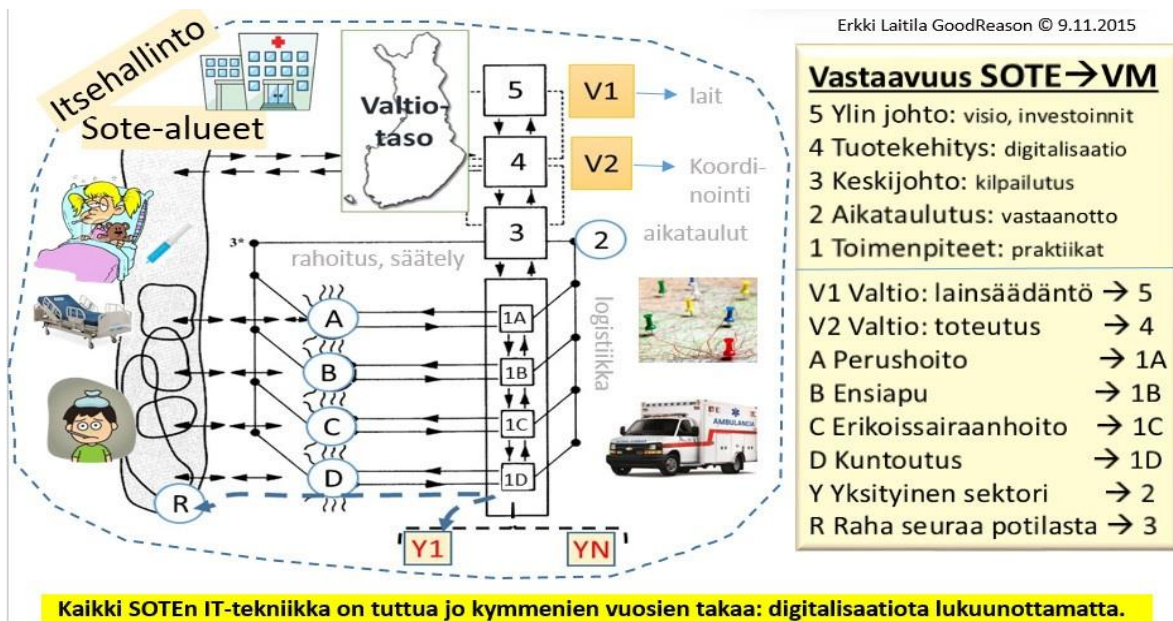 Erkki Laitila GoodReason © 9.11.2015
Itsehallinto
Sote-alueet
Valtio-
taso
5
4
3
V1
lait
V2
Koordi-
nointi
2
aikataulut
3*
rahoitus, säätely
logistiikka
A
1A
B
1B
C
1C
D
1D
R
Y1
YN
AMBULANCIA
Vastaavuus SOTE→VM
5 Ylin johto: visio, investoinnit
4 Tuotekehitys: digitalisaatio
3 Keskijohto: kilpailutus
2 Aikataulutus: vastaanotto
1 Toimenpiteet: praktiikat
V1 Valtio: lainsäädäntö → 5
V2 Valtio: toteutus → 4
A Perushoito → 1A
B Ensiapu → 1B
C Erikoissairaanhoito → 1C
D Kuntoutus → 1D
Y Yksityinen sektori → 2
R Raha seuraa potilasta → 3
Kaikki SOTEn IT-tekniikka on tuttua jo kymmenien vuosien takaa: digitalisaatiota lukuunottamatta.